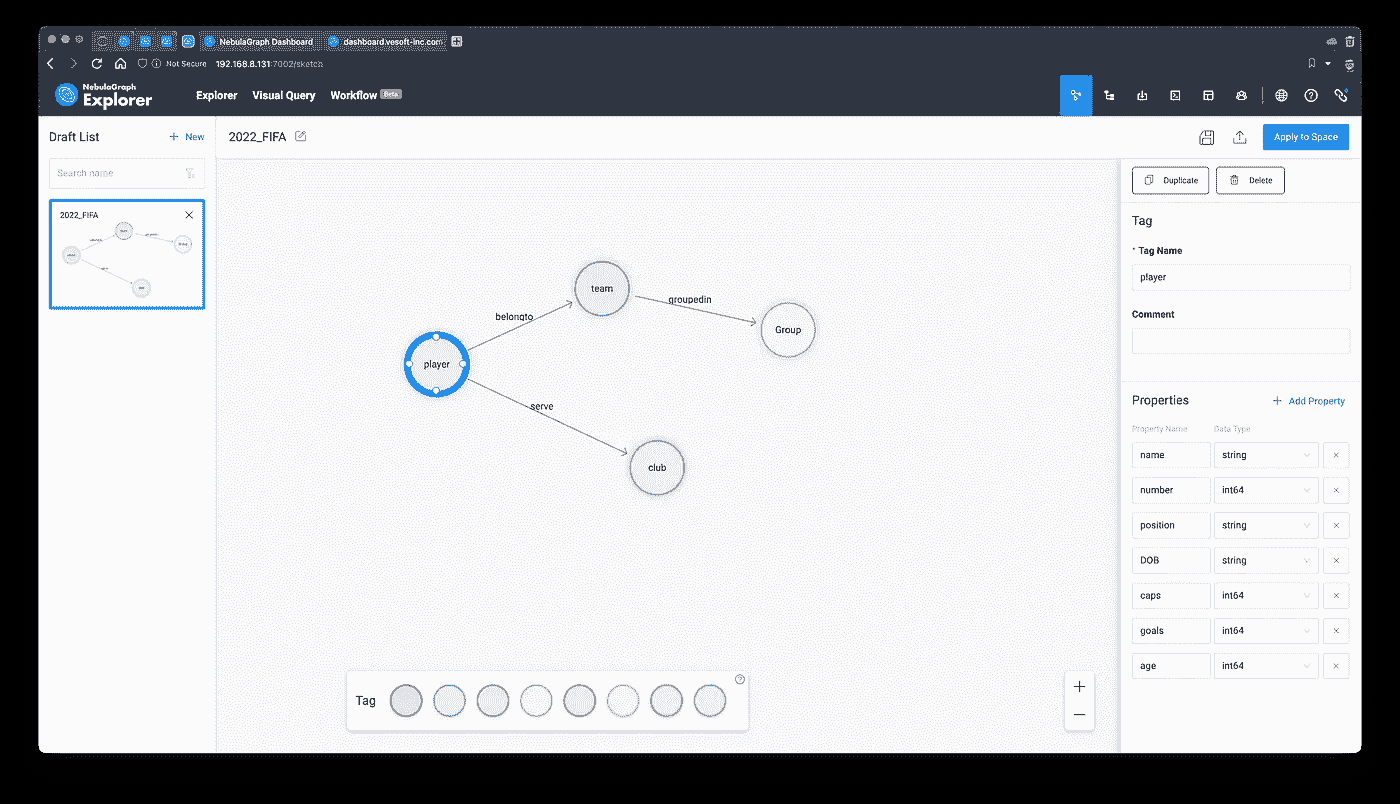 NebulaGraph Dashboard dashboard.vesoft-inc.com
Not Secure 192.168.8.131:7002/sketch
NebulaGraph
Explorer
Explorer Visual Query Workflow Beta
Draft List + New
2022_FIFA
Apply to Space
Search name
2022_FIFA
Duplicate Delete
Tag
* Tag Name
player
Comment
team
groupedin
belongto
Group
player
serve
club
Properties + Add Property
Property Name Data Type
name string
number int64
position string
DOB string
caps int64
goals int64
age int64
Tag